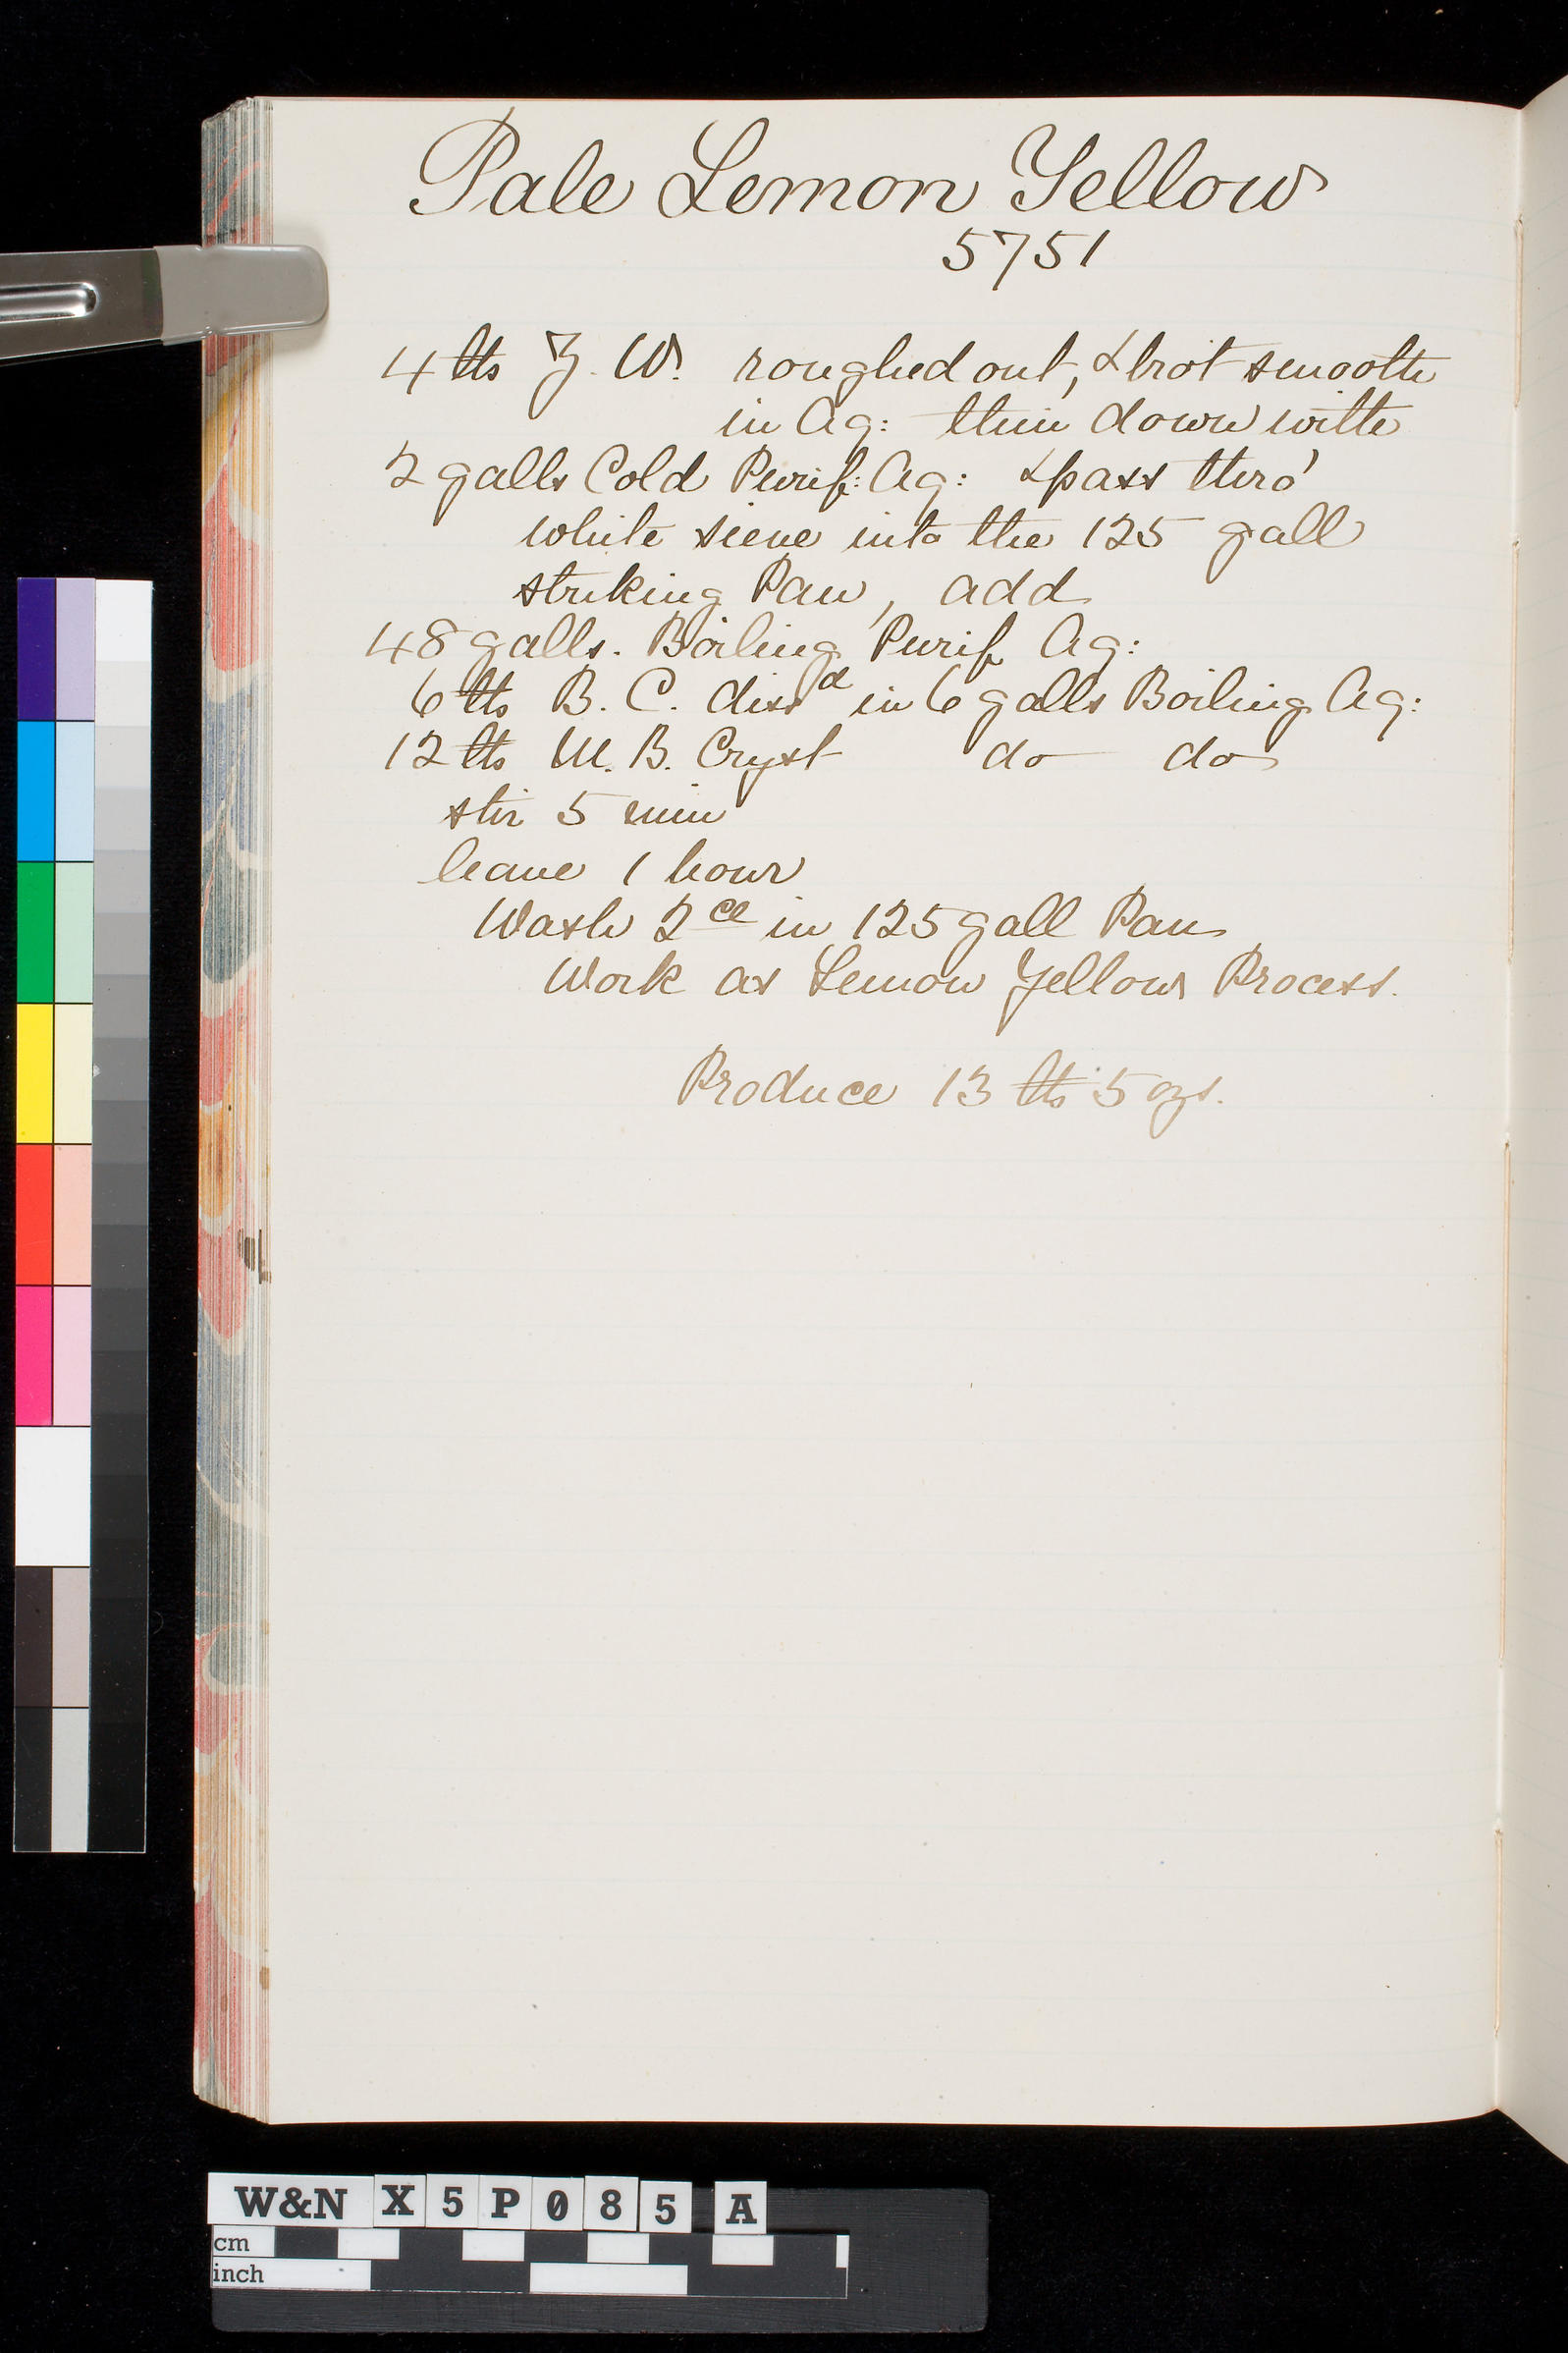 Pale Lemon Yellow
5751
4 lbs Z. W. roughed out, & brot smooth
in Aq: thin down with
2 galls Cold Purif: Aq: & pass thro'
white sieve into the 125 gall
striking Pan, add
48 galls. Boiling Purif Aq:
6 lbs B. C. dissd in 6 galls Boiling Aq:
12 lbs M. B. Cryst do do
stir 5 min
leave 1 hour
Wash 2ce in 125 gall Pan
Work as Lemon Yellow Process.
Produce 13 lbs 5 ozs.
W&N X 5 P 0 8 5 A
cm
inch